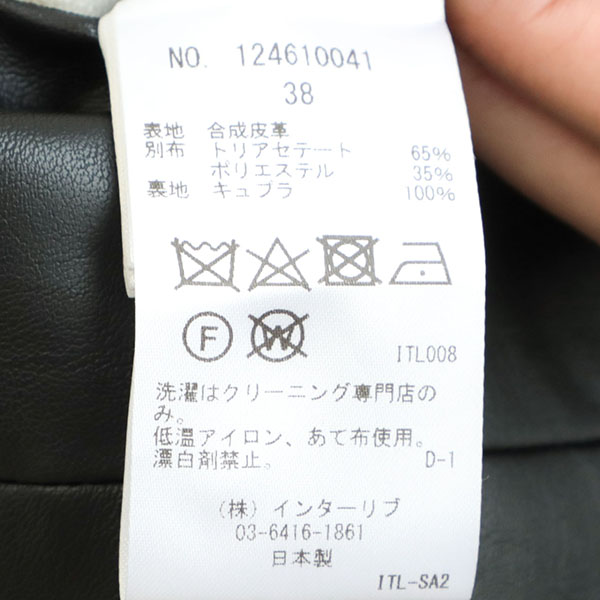 NO. 124610041
38
表地 合成皮革
別布 トリアセテート 65%
ポリエステル 35%
裏地 キュプラ 100%
F W
ITL008
洗濯はクリーニング専門店の
み。
低温アイロン、あて布使用。
漂白剤禁止。 D-1
(株)インターリブ
03-6416-1861
日本製
ITL-SA2